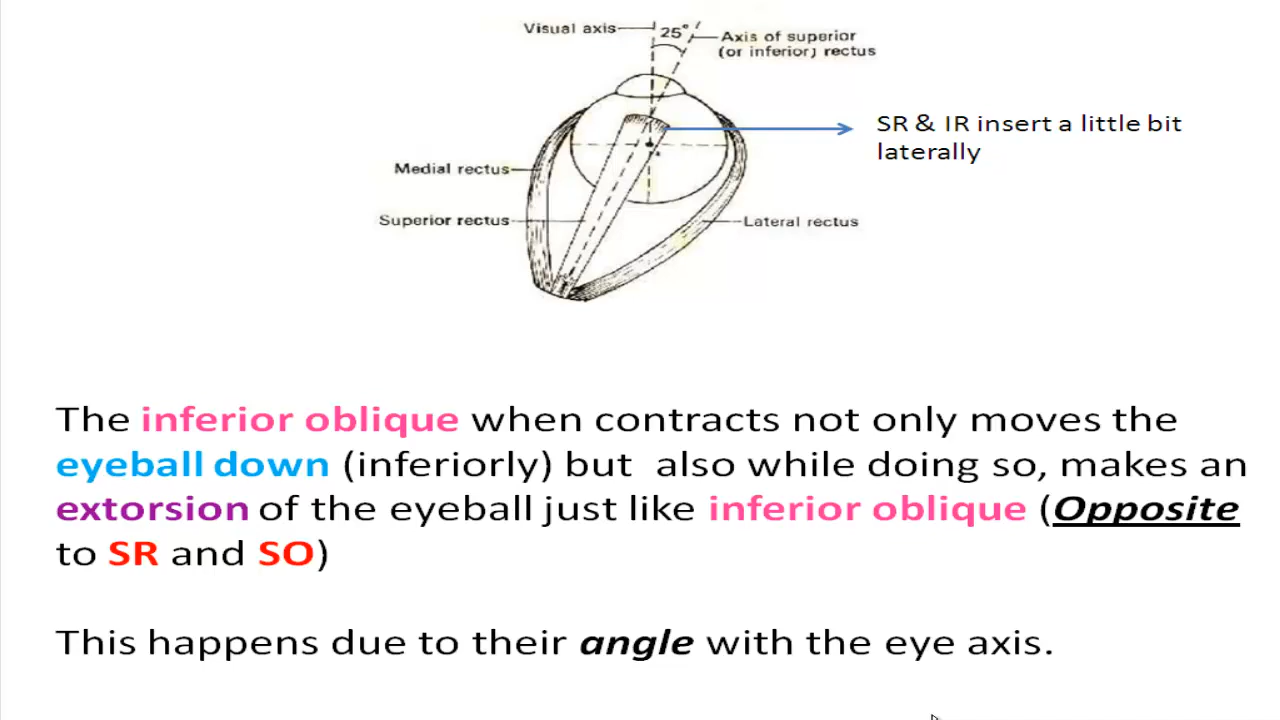 Visual axis
25°
Axis of superior
(or inferior) rectus
SR & IR insert a little bit
laterally
Medial rectus
Superior rectus
Lateral rectus
The inferior oblique when contracts not only moves the
eyeball down (inferiorly) but also while doing so, makes an
extorsion of the eyeball just like inferior oblique (Opposite
to SR and SO)
This happens due to their angle with the eye axis.